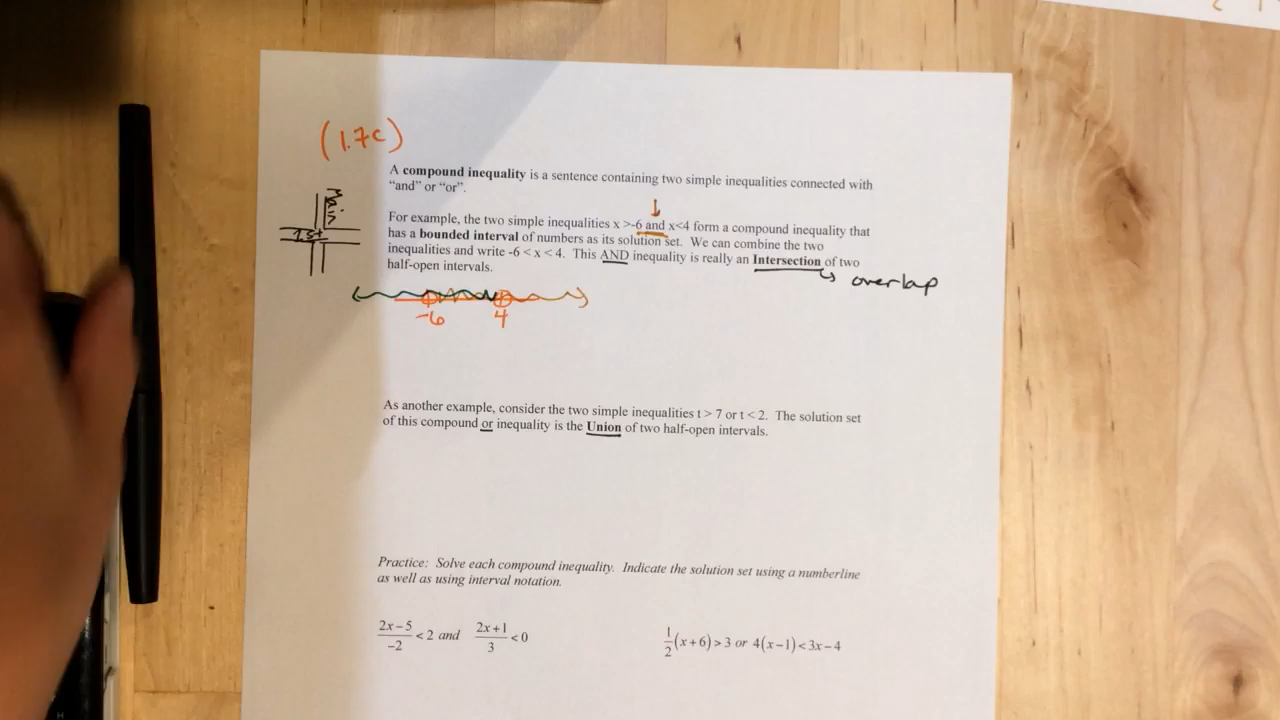 (1.7c)
A compound inequality is a sentence containing two simple inequalities connected with
“and” or “or”.
Main
1st
For example, the two simple inequalities x >-6 and x<4 form a compound inequality that
has a bounded interval of numbers as its solution set. We can combine the two
inequalities and write -6 < x < 4. This AND inequality is really an Intersection of two
half-open intervals.
overlap
-6 4
As another example, consider the two simple inequalities t > 7 or t < 2. The solution set
of this compound or inequality is the Union of two half-open intervals.
Practice: Solve each compound inequality. Indicate the solution set using a numberline
as well as using interval notation.
2x−5/-2 < 2 and 2x+1/3 < 0
1/2(x+6)>3 or 4(x−1)<3x−4